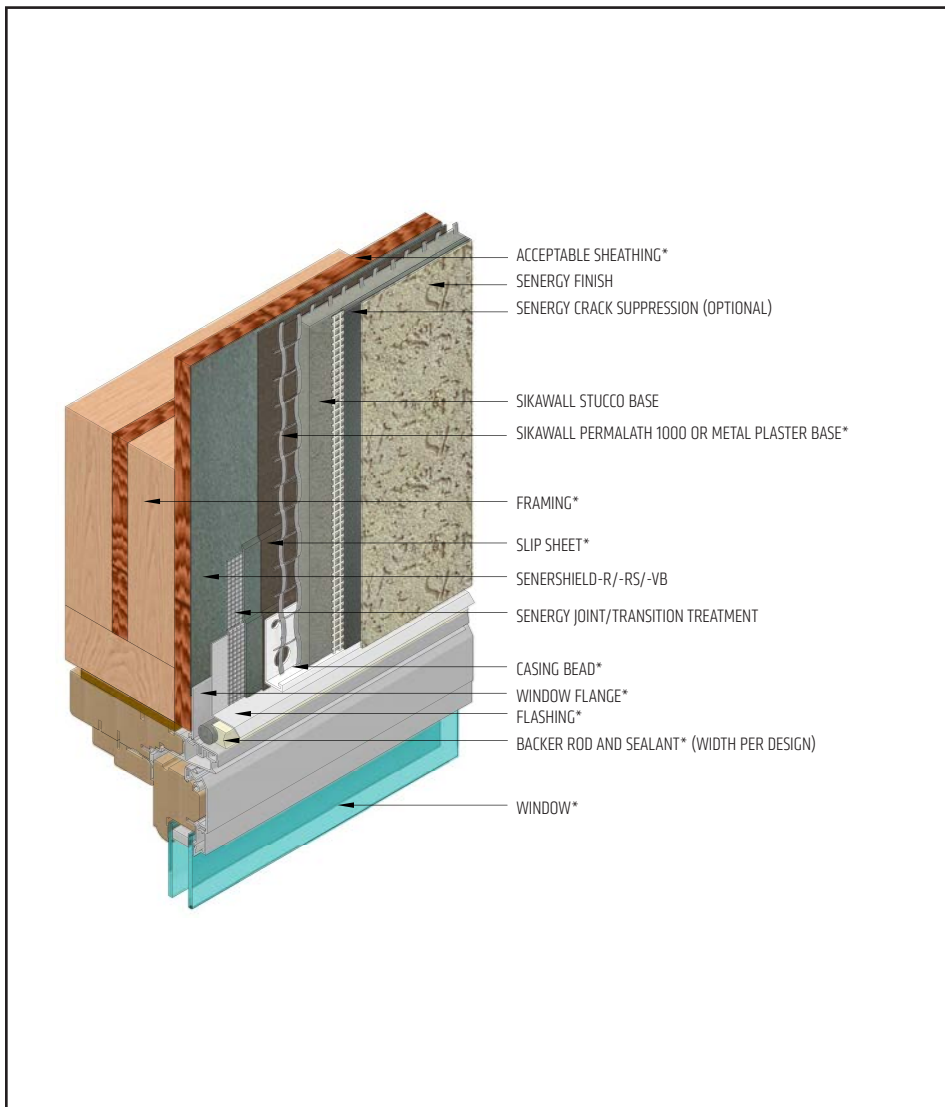 ACCEPTABLE SHEATHING*
SENERGY FINISH
SENERGY CRACK SUPPRESSION (OPTIONAL)
SIKAWALL STUCCO BASE
SIKAWALL PERMALATH 1000 OR METAL PLASTER BASE*
FRAMING*
SLIP SHEET*
SENERSHIELD-R/-RS/-VB
SENERGY JOINT/TRANSITION TREATMENT
CASING BEAD*
WINDOW FLANGE*
FLASHING*
BACKER ROD AND SEALANT* (WIDTH PER DESIGN)
WINDOW*